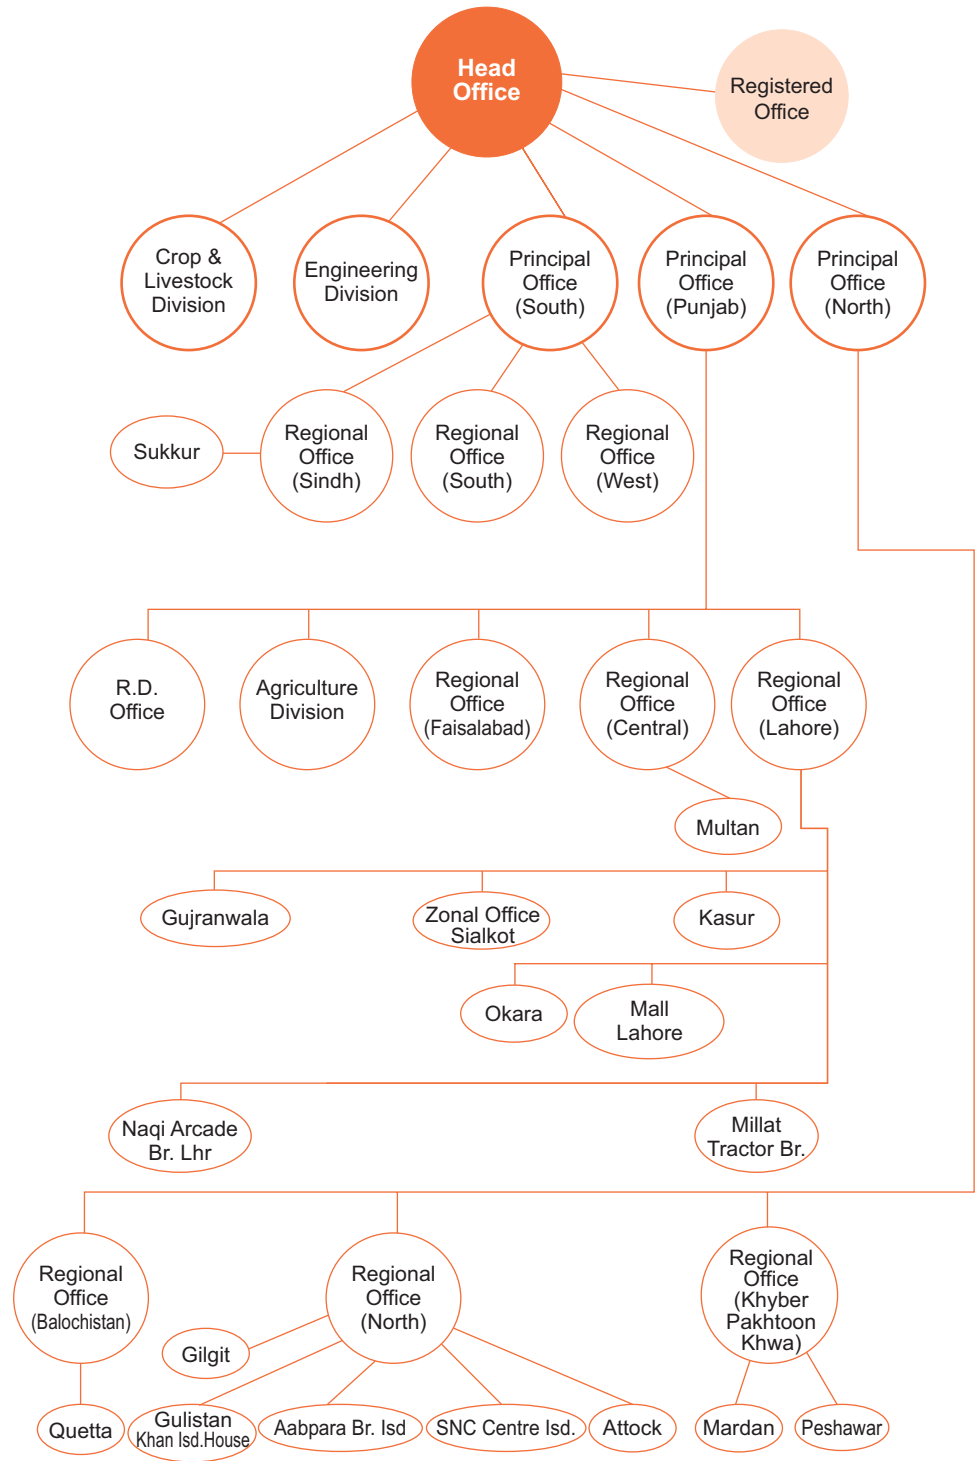 Head
Office
Registered
Office
Crop &
Livestock
Division
Engineering
Division
Principal
Office
(South)
Principal
Office
(Punjab)
Principal
Office
(North)
Sukkur
Regional
Office
(Sindh)
Regional
Office
(South)
Regional
Office
(West)
R.D.
Office
Agriculture
Division
Regional
Office
(Faisalabad)
Regional
Office
(Central)
Regional
Office
(Lahore)
Multan
Gujranwala
Zonal Office
Sialkot
Kasur
Okara
Mall
Lahore
Naqi Arcade
Br. Lhr
Millat
Tractor Br.
Regional
Office
(Balochistan)
Regional
Office
(North)
Regional
Office
(Khyber
Pakhtoon
Khwa)
Gilgit
Quetta
Gulistan
Khan Isd.House
Aabpara Br. Isd
SNC Centre Isd.
Attock
Mardan
Peshawar